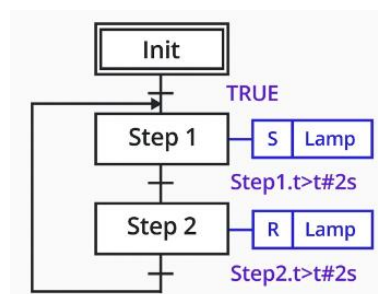 Init
TRUE
Step 1 S Lamp
Step1.t>t#2s
Step 2 R Lamp
Step2.t>t#2s